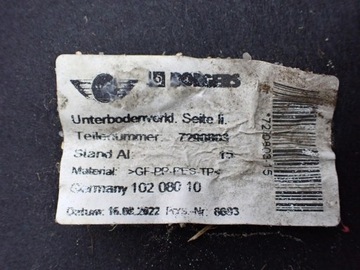 BORGERS
Unterbodenverkl. Seite li.
Teilenummer: 7290803
Stand AI 15
Material: >GF-PP-PES-TP<
Germany 102 080 10
Datum: 16.08.2022 Pers.-Nr: 8683